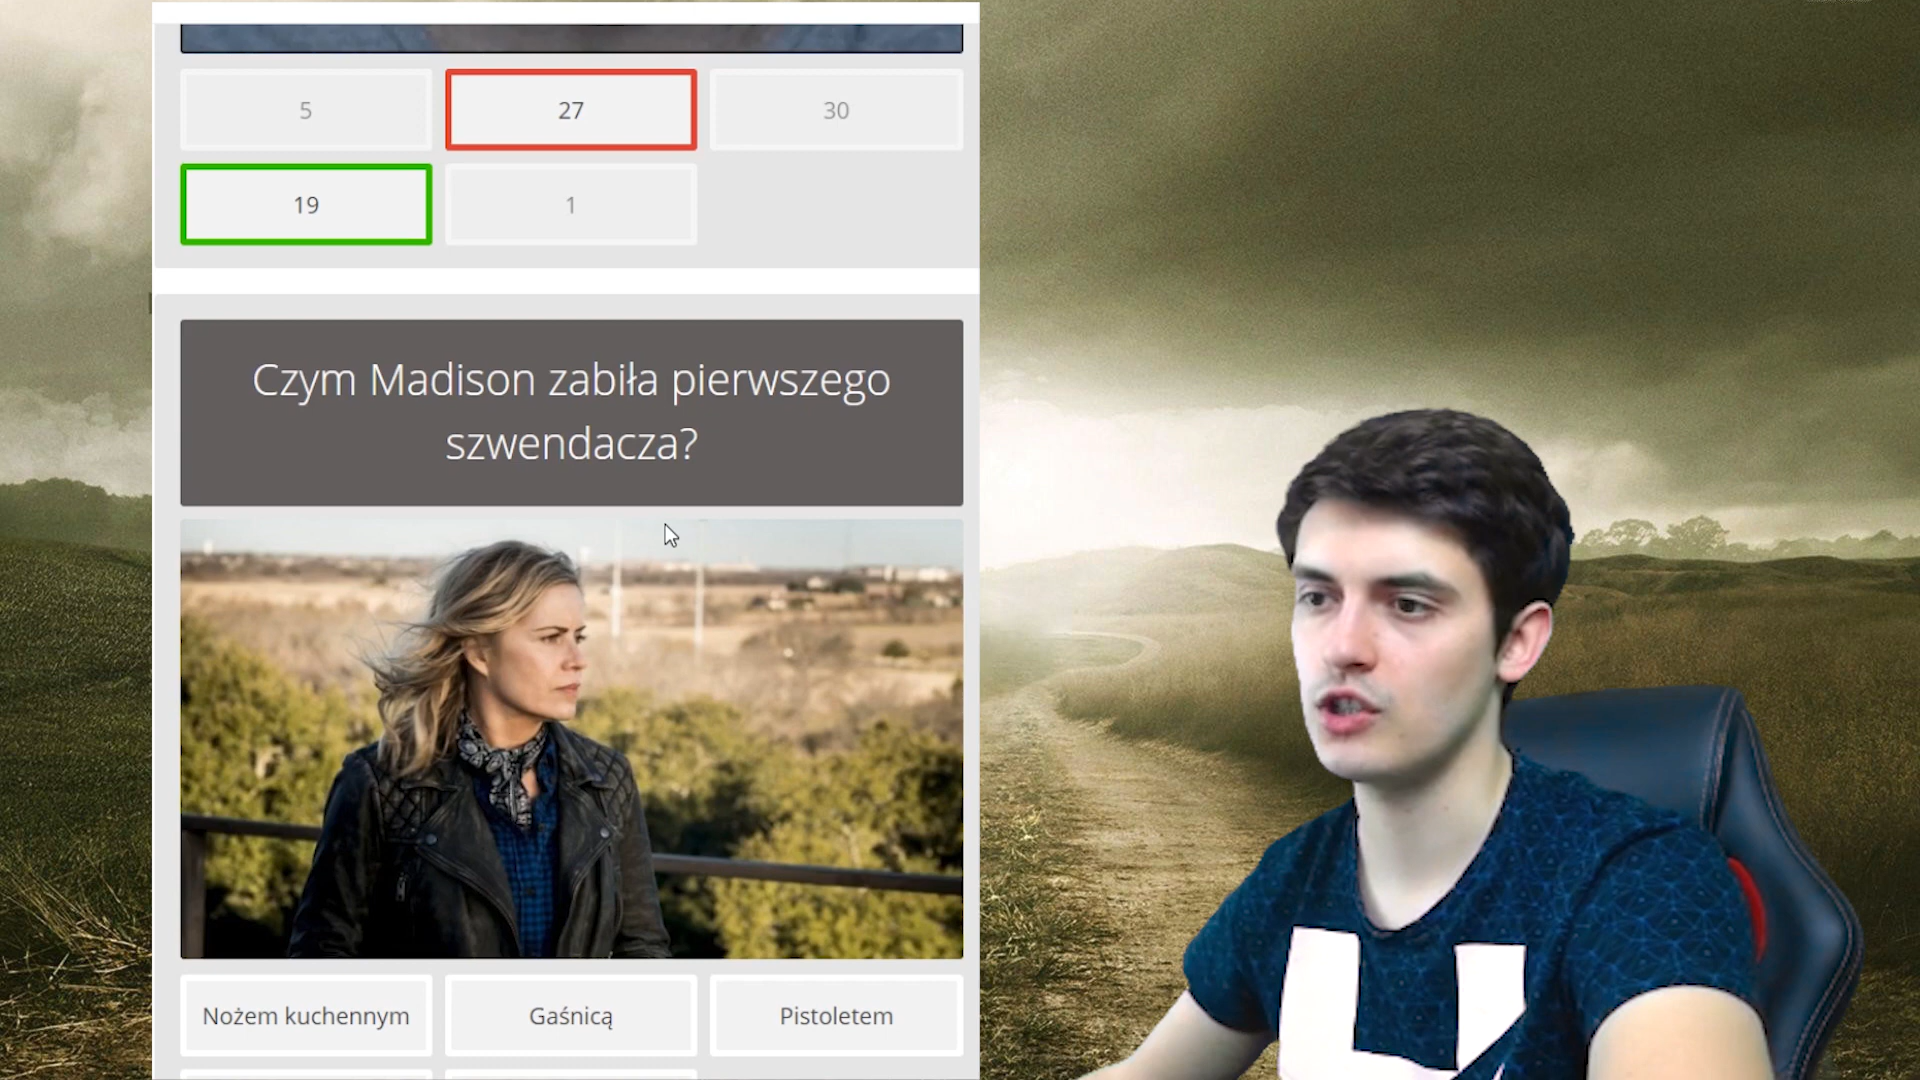 5
27
30
19
1
Czym Madison zabiła pierwszego
szwendacza?
Nożem kuchennym
Gaśnicą
Pistoletem